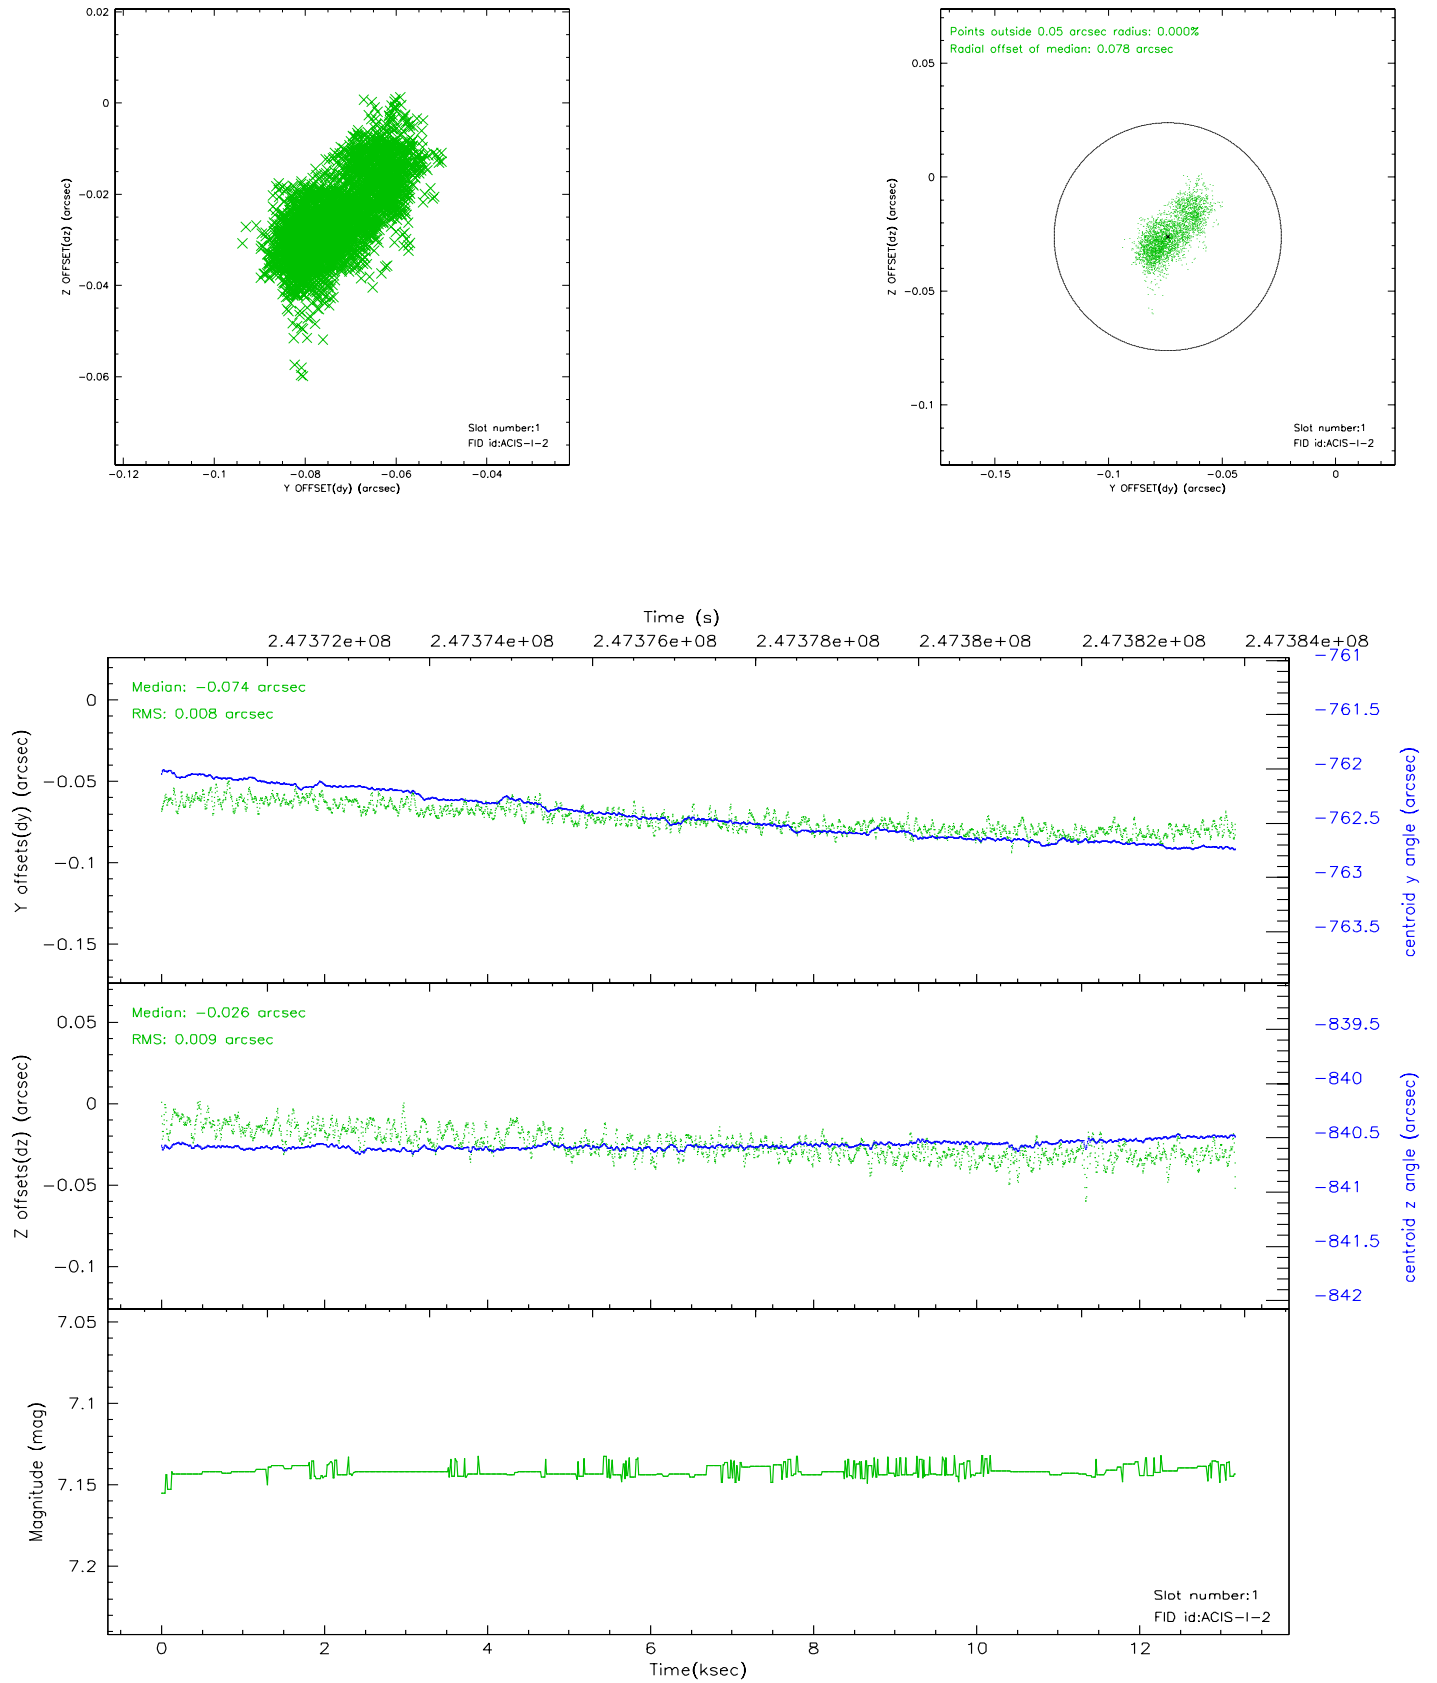 0.02
0
-0.02
-0.04
-0.06
Z OFFSET(dz) (arcsec)
Slot number:1
FID id:ACIS-I-2
-0.12 -0.1 -0.08 -0.06 -0.04
Y OFFSET(dy) (arcsec)
Points outside 0.05 arcsec radius: 0.000%
Radial offset of median: 0.078 arcsec
0.05
0
-0.05
-0.1
Z OFFSET(dz) (arcsec)
Slot number:1
FID id:ACIS-I-2
-0.15 -0.1 -0.05 0
Y OFFSET(dy) (arcsec)
Time (s)
2.47372e+08 2.47374e+08 2.47376e+08 2.47378e+08 2.4738e+08 2.47382e+08 2.47384e+08
Median: -0.074 arcsec
RMS: 0.008 arcsec
0
-0.05
-0.1
-0.15
Y offsets(dy) (arcsec)
-761
-761.5
-762
-762.5
-763
-763.5
centroid y angle (arcsec)
Median: -0.026 arcsec
RMS: 0.009 arcsec
0.05
0
-0.05
-0.1
Z offsets(dz) (arcsec)
-839.5
-840
-840.5
-841
-841.5
-842
centroid z angle (arcsec)
7.05
7.1
7.15
7.2
Magnitude (mag)
Slot number:1
FID id:ACIS-I-2
0 2 4 6 8 10 12
Time(ksec)